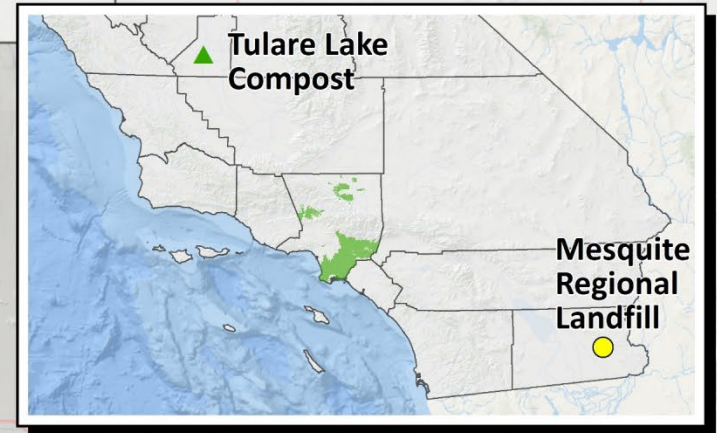 Tulare Lake
Compost
Mesquite
Regional
Landfill